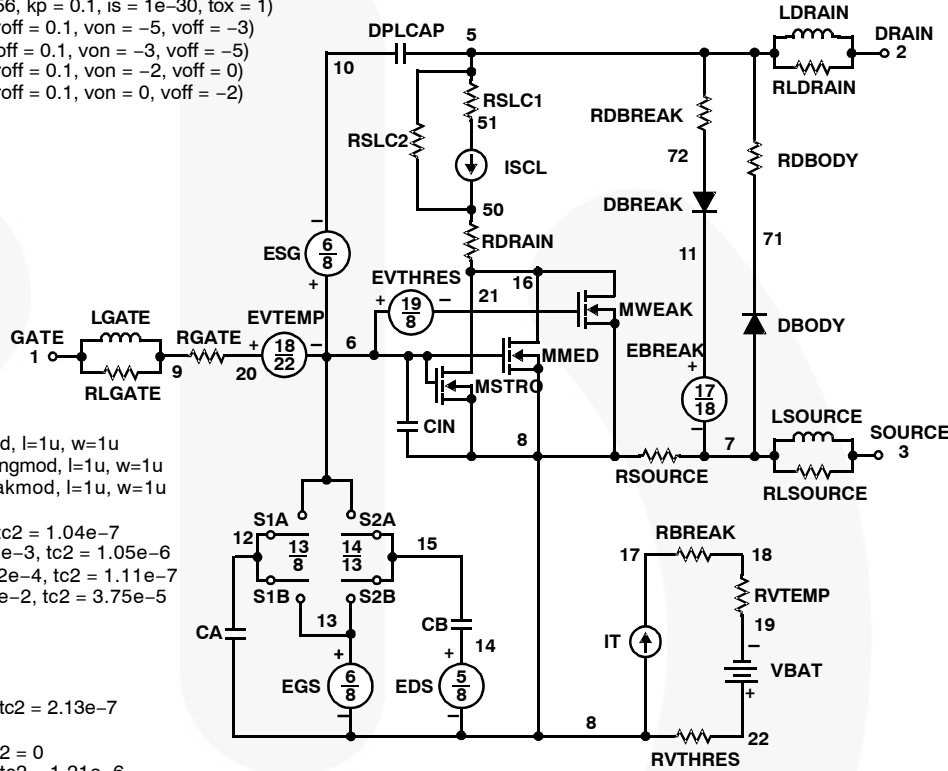 56, kp = 0.1, is = 1e−30, tox = 1)
voff = 0.1, von = −5, voff = −3)
off = 0.1, von = −3, voff = −5)
voff = 0.1, von = −2, voff = 0)
voff = 0.1, von = 0, voff = −2)
DPLCAP 5
10
LDRAIN
DRAIN
2
RLDRAIN
RSLC1
51
RSLC2
ISCL
50
RDRAIN
RDBREAK
72
DBREAK
11
RDBODY
71
DBODY
ESG 6/8
− +
EVTHRES
+ 19/8 −
21
16
MWEAK
MMED
MSTRO
EBREAK
+ 17/18 −
GATE
1
LGATE
RLGATE
9
RGATE
20
EVTEMP
+ 18/22 −
6
CIN
8
RSOURCE
7
LSOURCE
SOURCE
3
RLSOURCE
d, l=1u, w=1u
ngmod, l=1u, w=1u
akmod, l=1u, w=1u
tc2 = 1.04e−7
e−3, tc2 = 1.05e−6
2e−4, tc2 = 1.11e−7
e−2, tc2 = 3.75e−5
S1A S2A
12 13/8 14/13 15
S1B S2B
13
CA
CB
14
EGS + 6/8 −
EDS + 5/8 −
8
RBREAK
17 18
RVTEMP
19
IT
−
VBAT
+
22
RVTHRES
tc2 = 2.13e−7
2 = 0